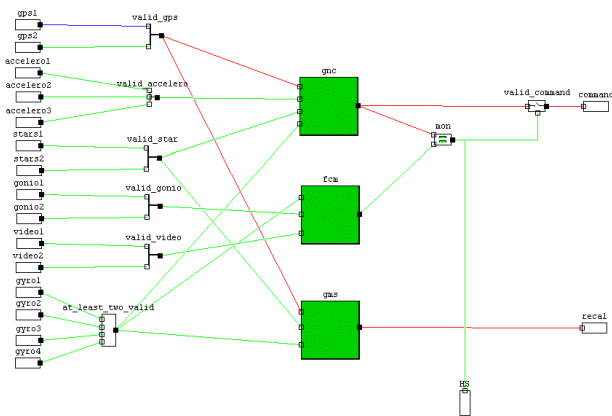 gps1
valid_gps
gps2
accelero1
gnc
accelero2
valid_accelero
valid_command
command
accelero3
mon
stars1
valid_star
stars2
fcm
gonio1
valid_gonio
gonio2
video1
valid_video
video2
gyro1
gyro2
at_least_two_valid
gms
recal
gyro3
gyro4
HS